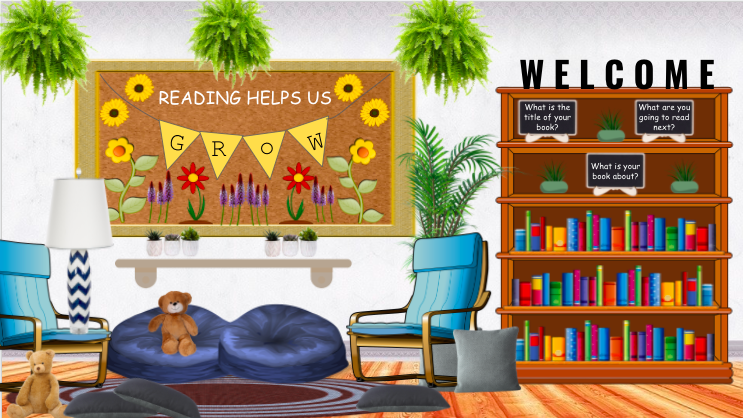 WELCOME
READING HELPS US
GROW
What is the
title of your
book?
What are you
going to read
next?
What is your
book about?